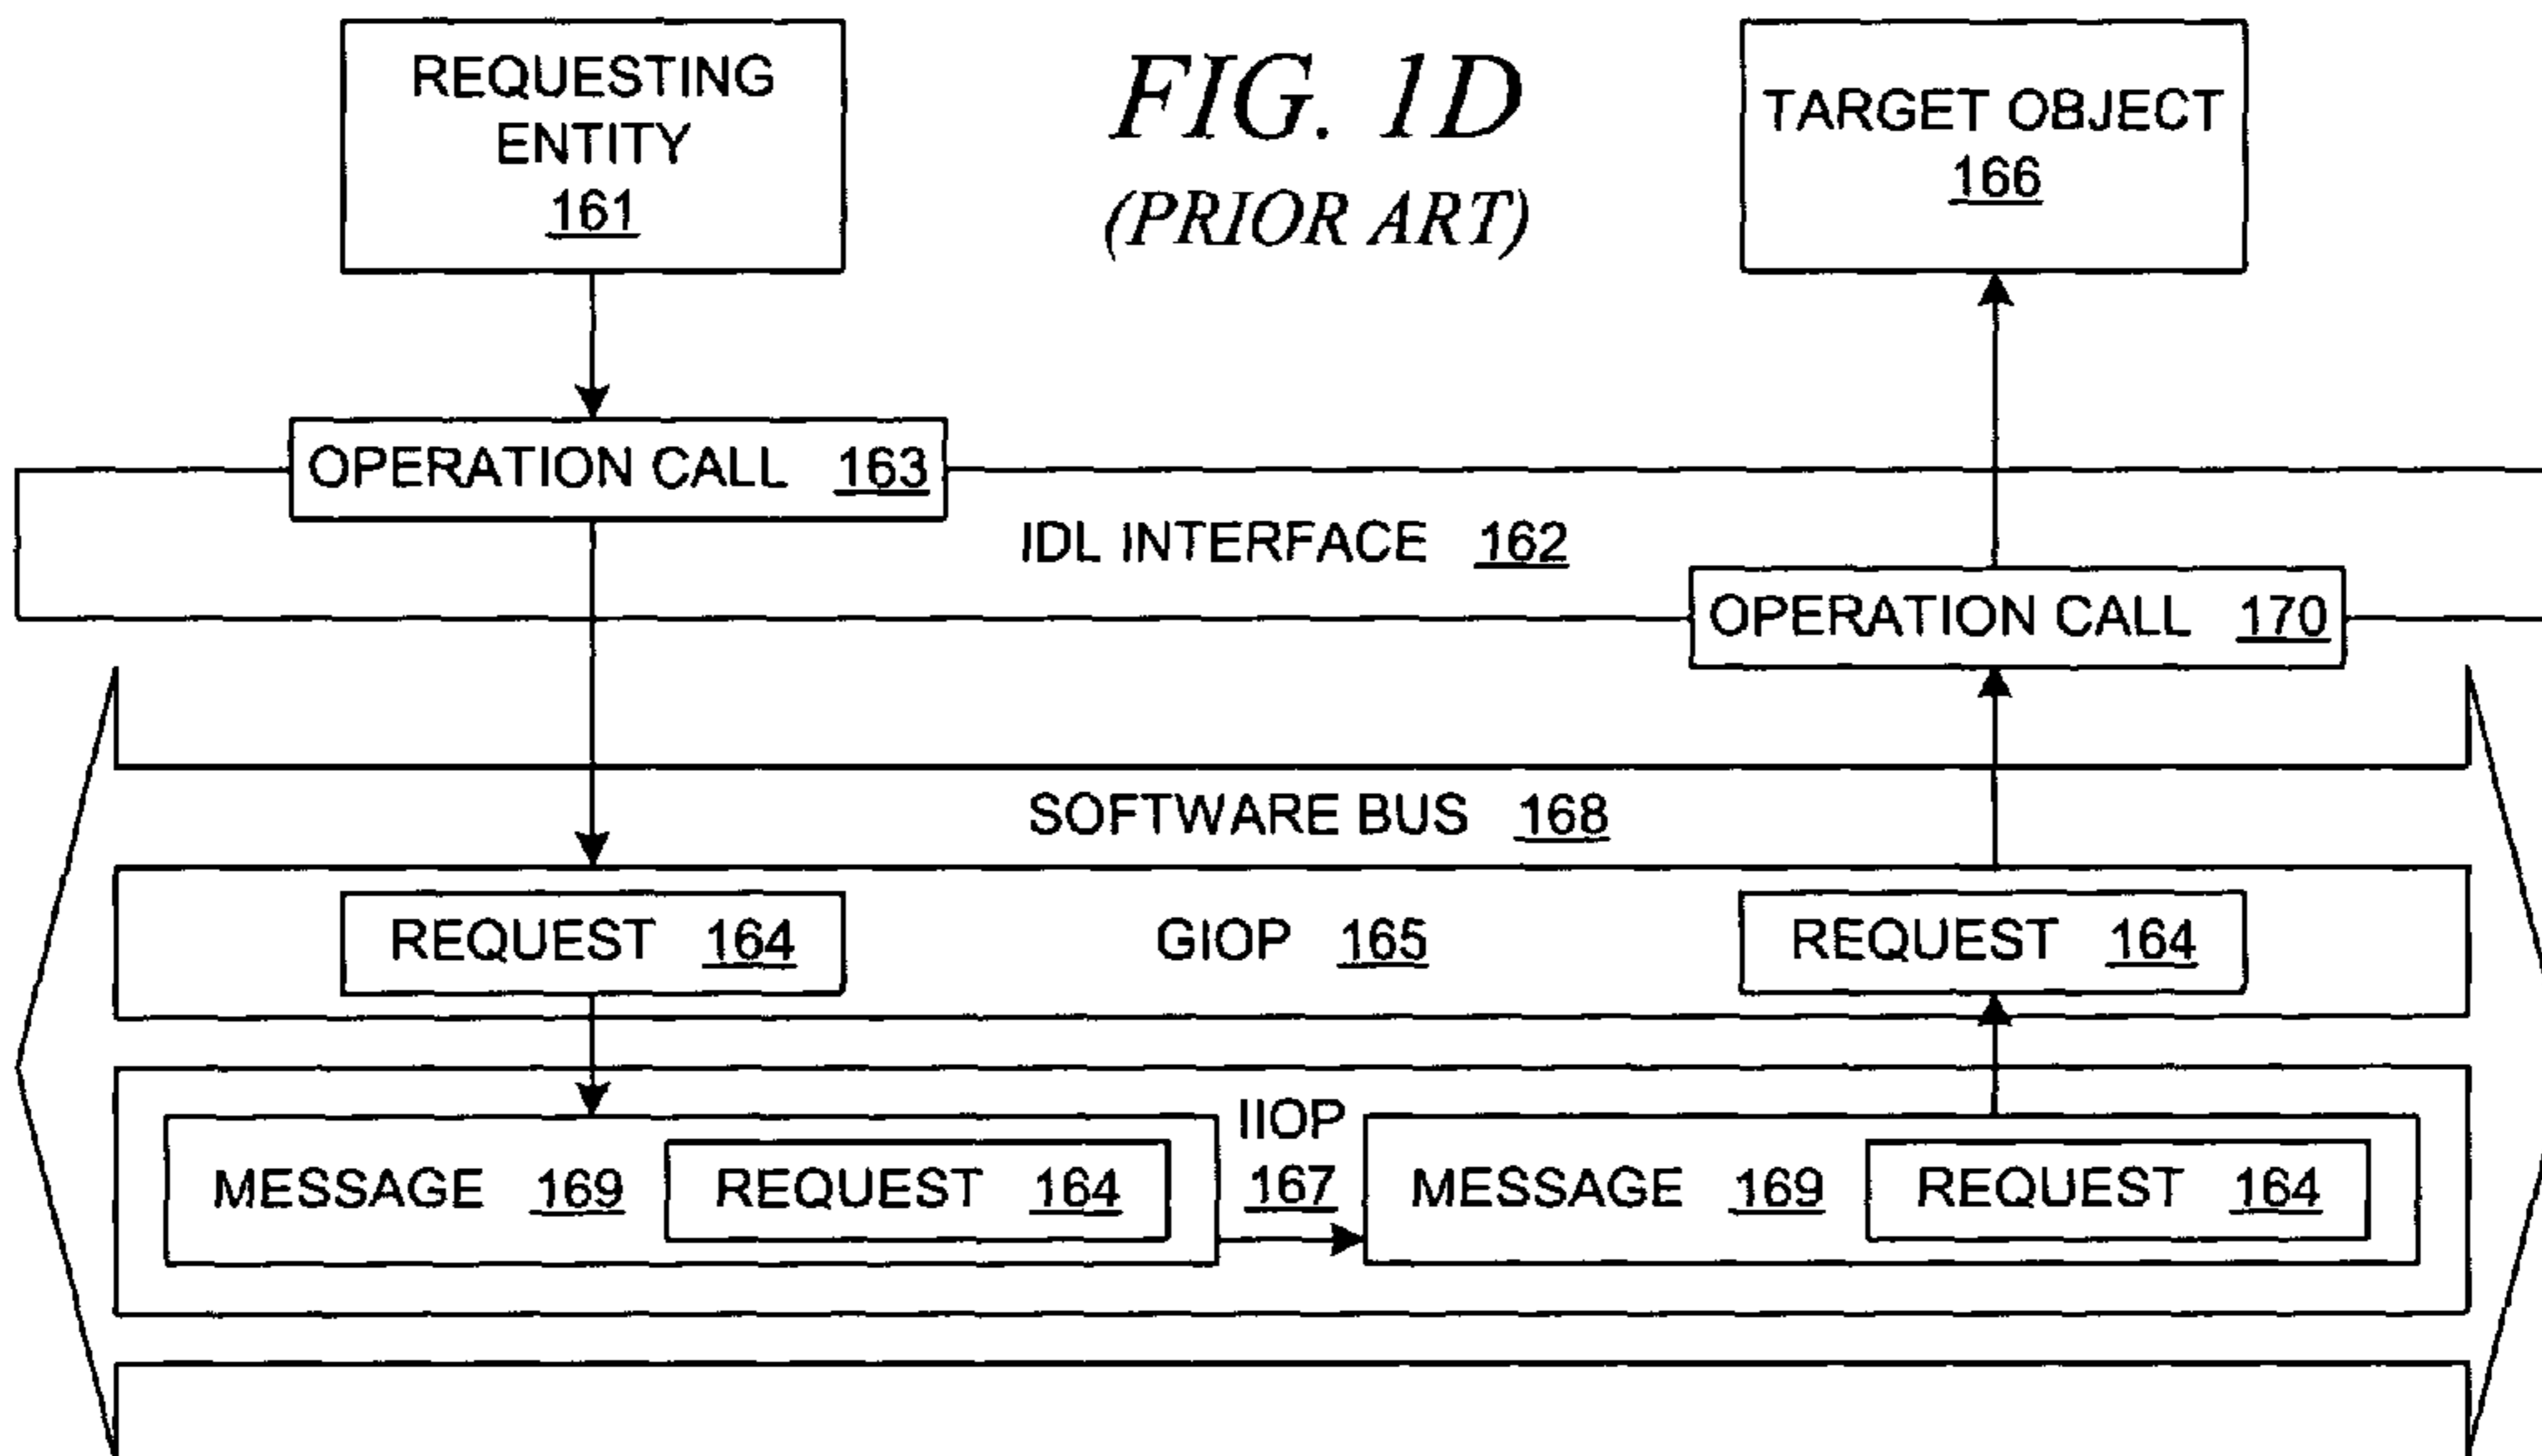 REQUESTING
ENTITY
161
FIG. 1D
(PRIOR ART)
TARGET OBJECT
166
OPERATION CALL 163
IDL INTERFACE 162
OPERATION CALL 170
SOFTWARE BUS 168
REQUEST 164
GIOP 165
REQUEST 164
IIOP
167
MESSAGE 169
REQUEST 164
MESSAGE 169
REQUEST 164